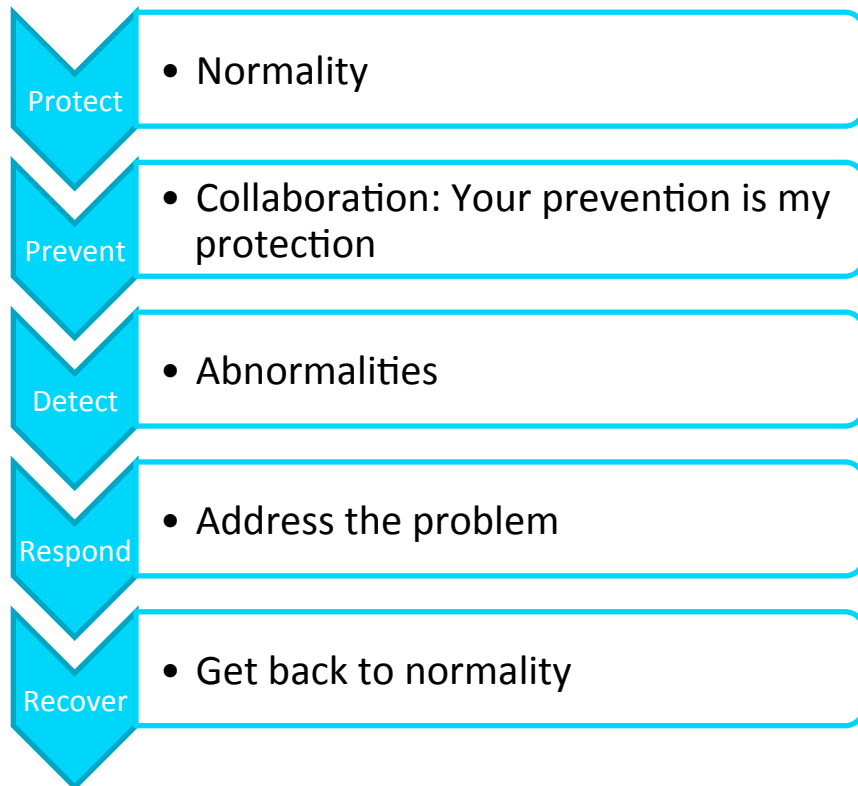 Protect
• Normality
Prevent
• Collaboration: Your prevention is my
protection
Detect
• Abnormalities
Respond
• Address the problem
Recover
• Get back to normality